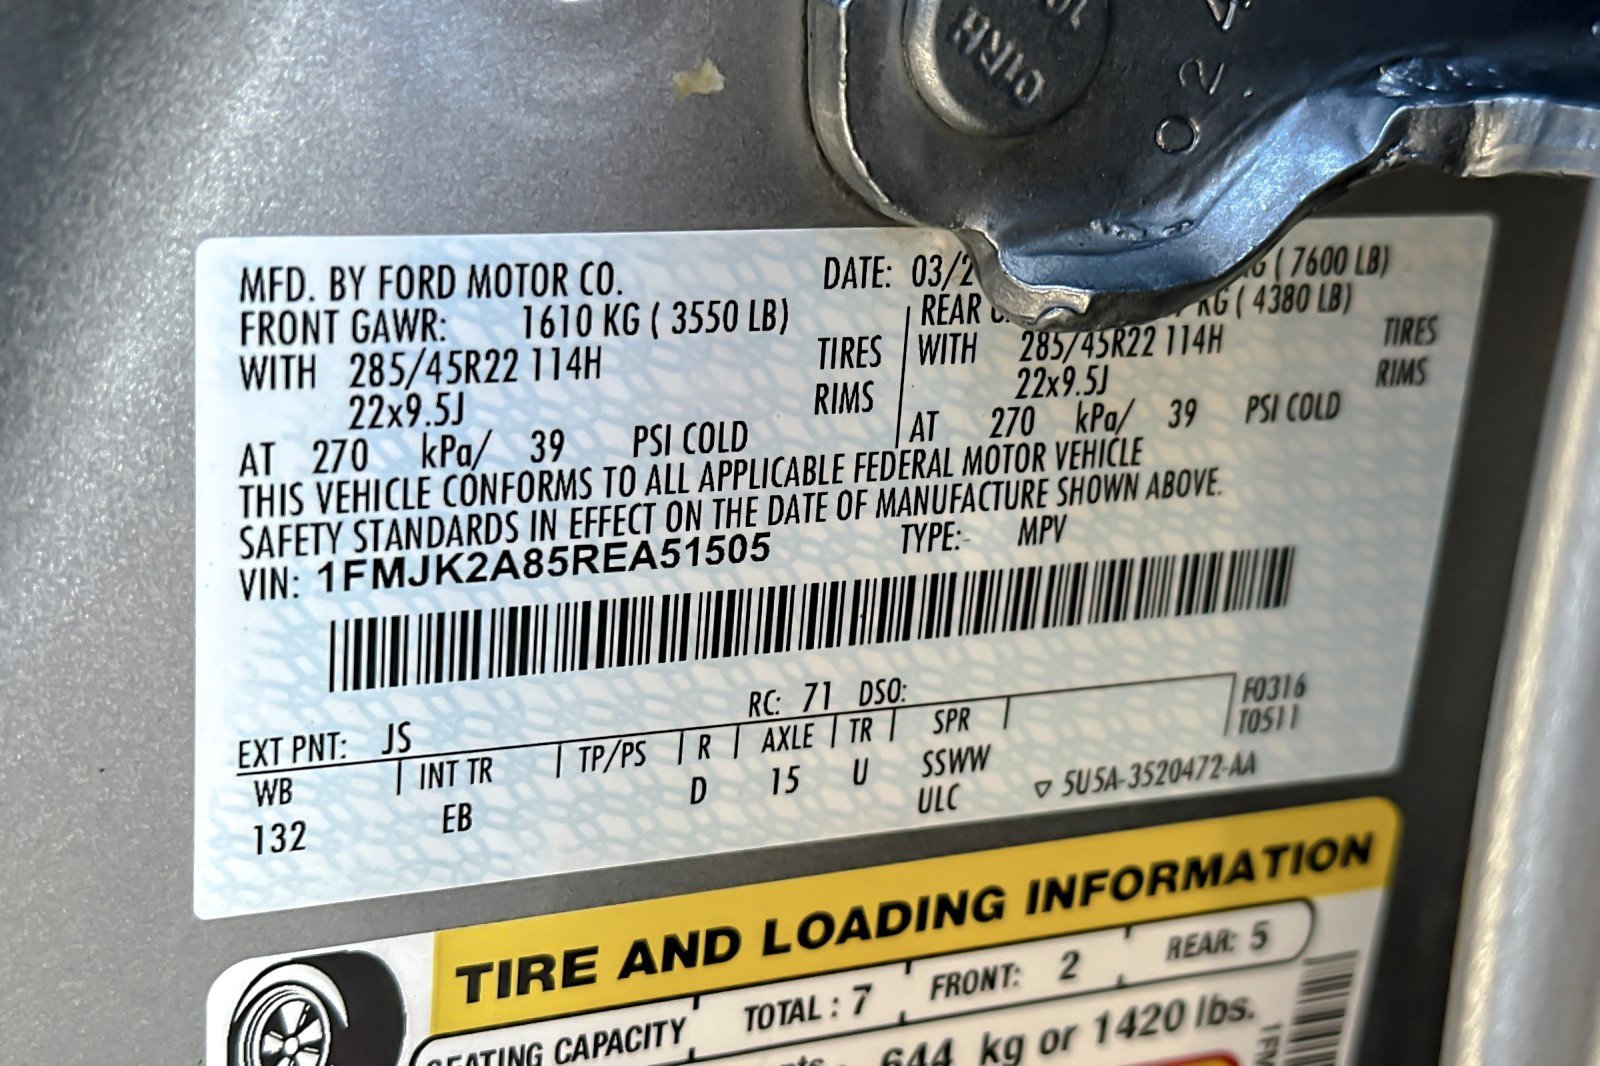 01RH
10
024
MFD. BY FORD MOTOR CO. DATE: 03/2 KG ( 7600 LB)
FRONT GAWR: 1610 KG ( 3550 LB) REAR KG ( 4380 LB)
WITH 285/45R22 114H TIRES WITH 285/45R22 114H TIRES
22x9.5J RIMS 22x9.5J RIMS
AT 270 kPa/ 39 PSI COLD AT 270 kPa/ 39 PSI COLD
THIS VEHICLE CONFORMS TO ALL APPLICABLE FEDERAL MOTOR VEHICLE
SAFETY STANDARDS IN EFFECT ON THE DATE OF MANUFACTURE SHOWN ABOVE.
VIN: 1FMJK2A85REA51505 TYPE:- MPV
RC: 71 DSO: F0316
EXT PNT: JS T0511
WB INT TR TP/PS R AXLE TR SPR
132 EB D 15 U SSWW
ULC ▽ 5U5A-3520472-AA
TIRE AND LOADING INFORMATION
SEATING CAPACITY TOTAL : 7 FRONT: 2 REAR: 5
644 kg or 1420 lbs.